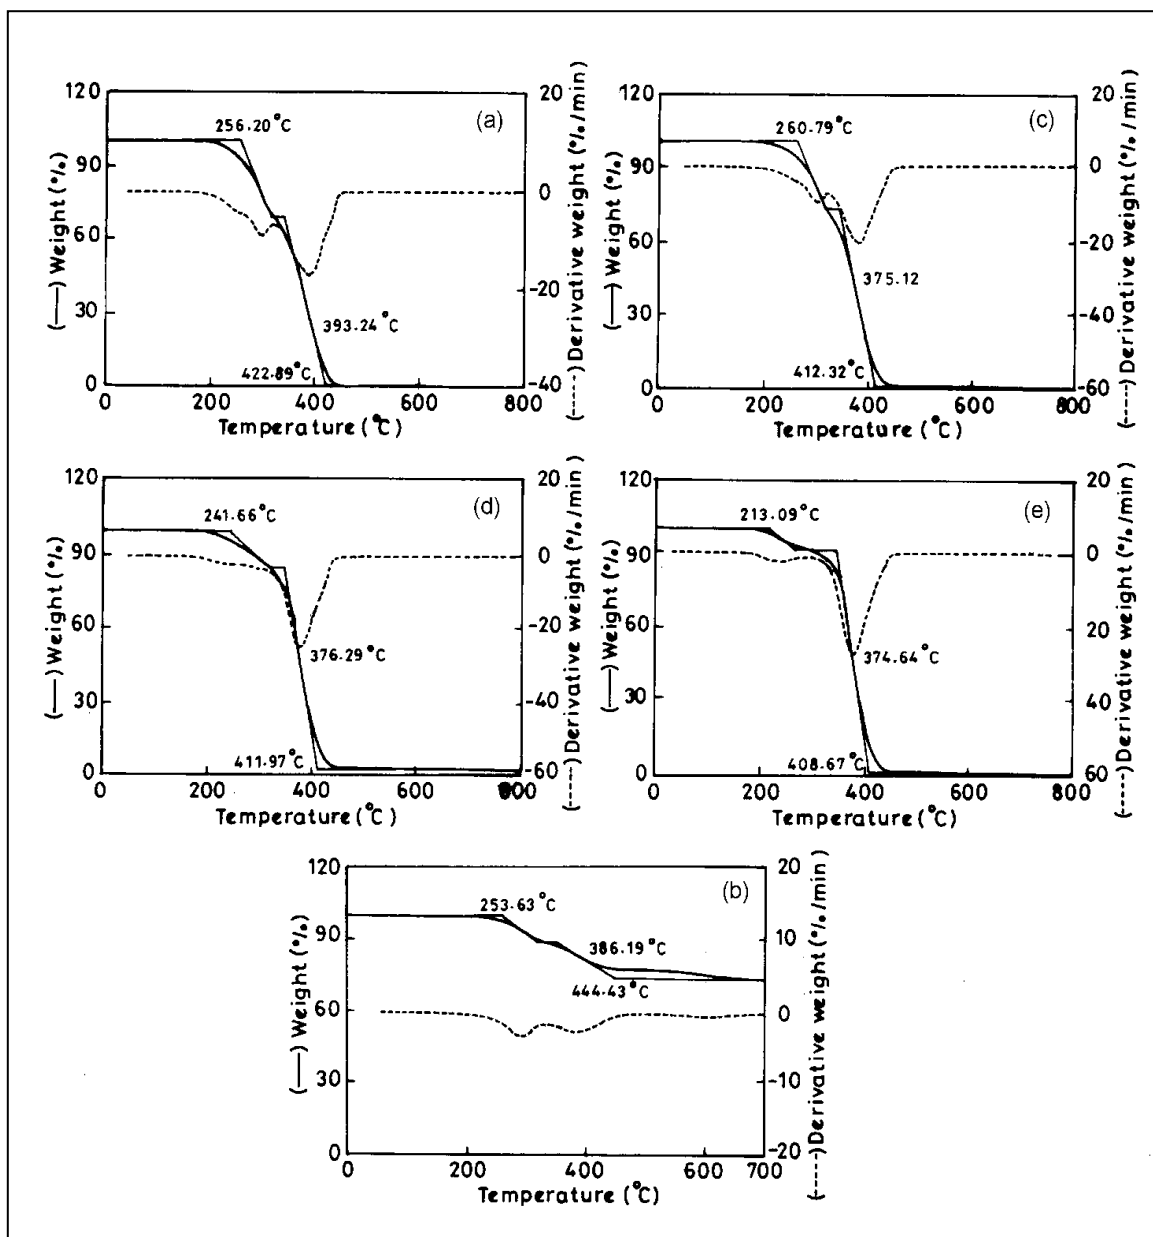 (a)
120
90
60
30
0
(——) Weight (°/o)
256.20°C
393.24°C
422.89°C
0
200
400
600
800
Temperature (°C)
20
0
-20
-40
(-----) Derivative weight (°/o/min)
(c)
120
90
60
30
0
(——) Weight (°/o)
260.79°C
375.12
412.32°C
0
200
400
600
800
Temperature (°C)
20
0
-20
-40
-60
(-----) Derivative weight (°/o/min)
(d)
120
90
60
30
0
(——) Weight (°/o)
241.66°C
376.29°C
411.97°C
0
200
400
600
800
Temperature (°C)
20
0
-20
-40
-60
(-----) Derivative weight (°/o/min)
(e)
120
90
60
30
0
(——) Weight (°/o)
213.09°C
374.64°C
408.67°C
0
200
400
600
800
Temperature (°C)
20
0
-20
-40
60
(-----) Derivative weight (°/o/min)
(b)
120
90
60
30
0
(——) Weight (°/o)
253.63°C
386.19°C
444.43°C
0
200
400
600
700
Temperature (°C)
20
10
0
-10
-20
(-----) Derivative weight (°/o/min)